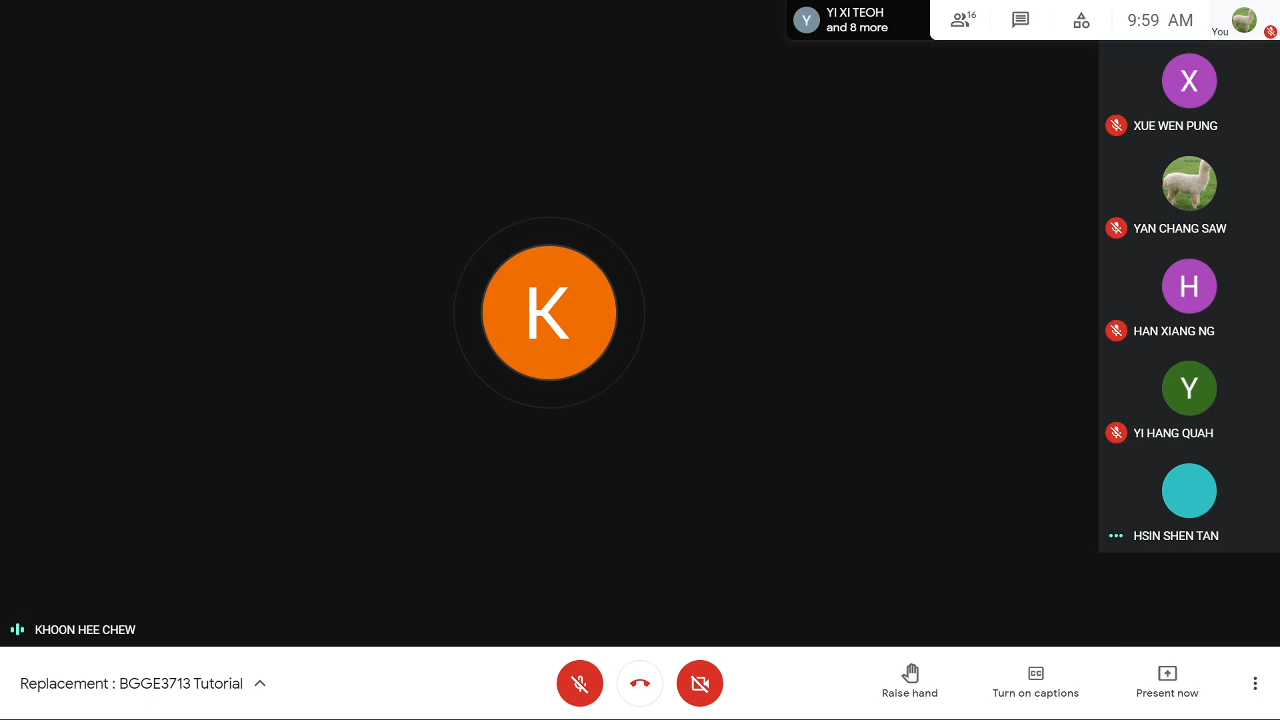 Y
YI XI TEOH
and 8 more
16
9:59 AM
You
X
XUE WEN PUNG
YAN CHANG SAW
H
HAN XIANG NG
Y
YI HANG QUAH
HSIN SHEN TAN
K
KHOON HEE CHEW
Replacement : BGGE3713 Tutorial
CC
Raise hand
Turn on captions
Present now